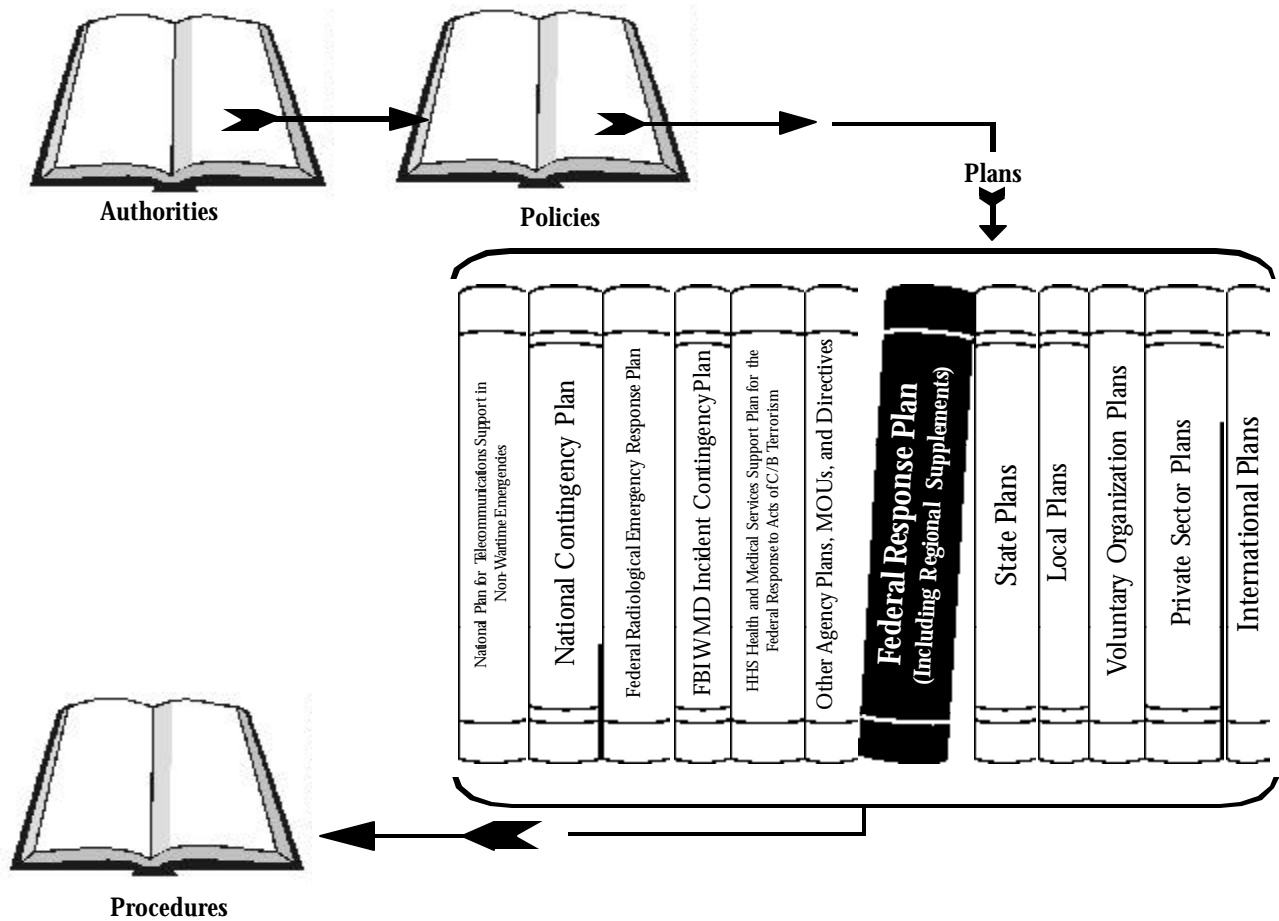 Authorities
Policies
Plans
National Plan for Telecommunications Support in
Non-Wartime Emergencies
National Contingency Plan
Federal Radiological Emergency Response Plan
FBI WMD Incident Contingency Plan
HHS Health and Medical Services Support Plan for the
Federal Response to Acts of C/B Terrorism
Other Agency Plans, MOUs, and Directives
Federal Response Plan
(Including Regional Supplements)
State Plans
Local Plans
Voluntary Organization Plans
Private Sector Plans
International Plans
Procedures